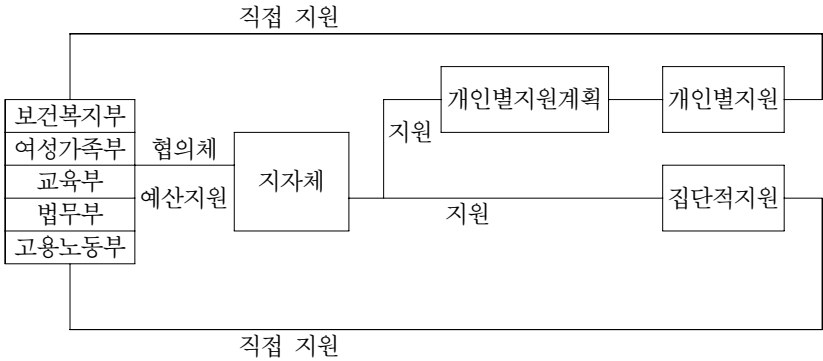 직접 지원
보건복지부
여성가족부
교육부
법무부
고용노동부
협의체
예산지원
지자체
지원
개인별지원계획
개인별지원
지원
집단적지원
직접 지원